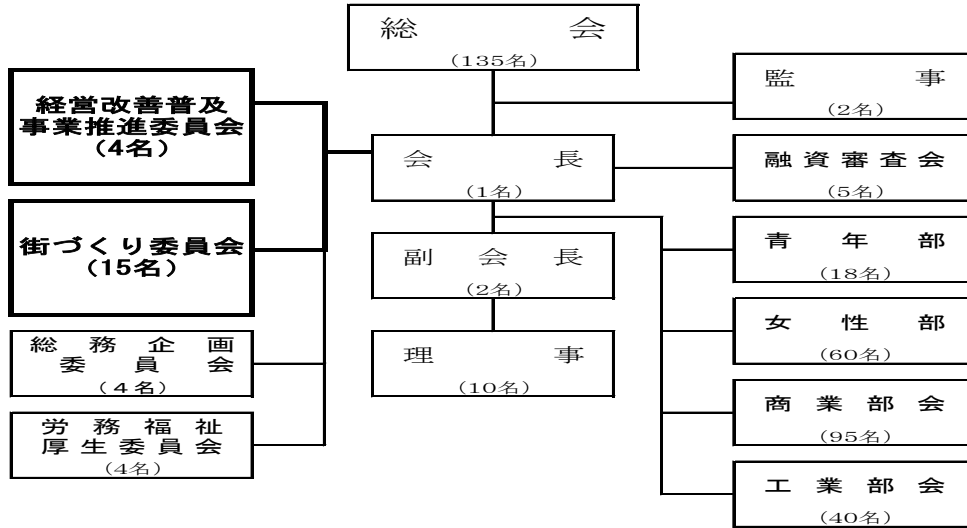 総会
(135名)
監事
(2名)
経営改善普及
事業推進委員会
(4名)
会長
(1名)
融資審査会
(5名)
街づくり委員会
(15名)
副会長
(2名)
青年部
(18名)
総務企画
委員会
(4名)
理事
(10名)
女性部
(60名)
労務福祉
厚生委員会
(4名)
商業部会
(95名)
工業部会
(40名)